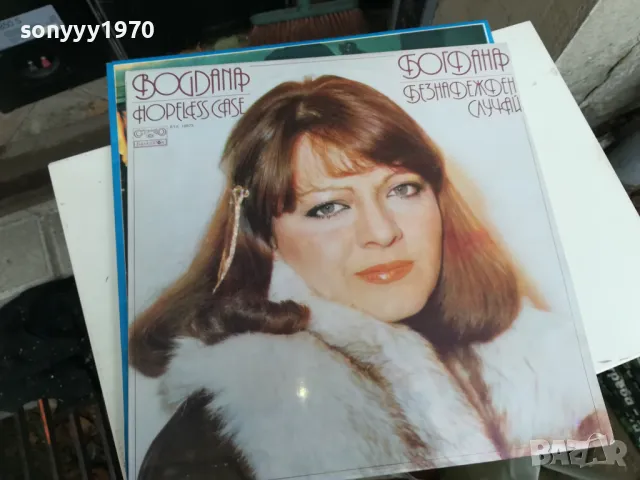 sonyyy1970
BOGDANA
HOPELESS CASE
БОГДАНА
БЕЗНАДЕЖДЕН
СЛУЧАЙ
BAZAR